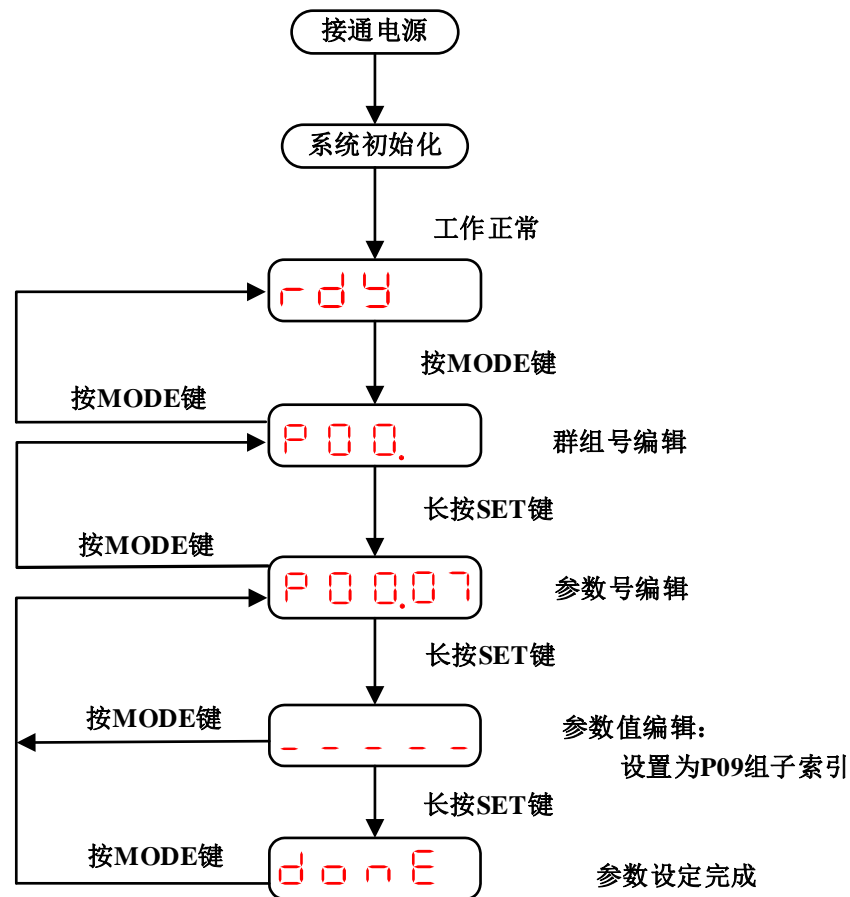 接通电源
系统初始化
工作正常
rdy
按MODE键
按MODE键
P00.
群组号编辑
长按SET键
按MODE键
P00.07
参数号编辑
长按SET键
按MODE键
_ _ _ _ _
参数值编辑：
设置为P09组子索引
长按SET键
按MODE键
donE
参数设定完成